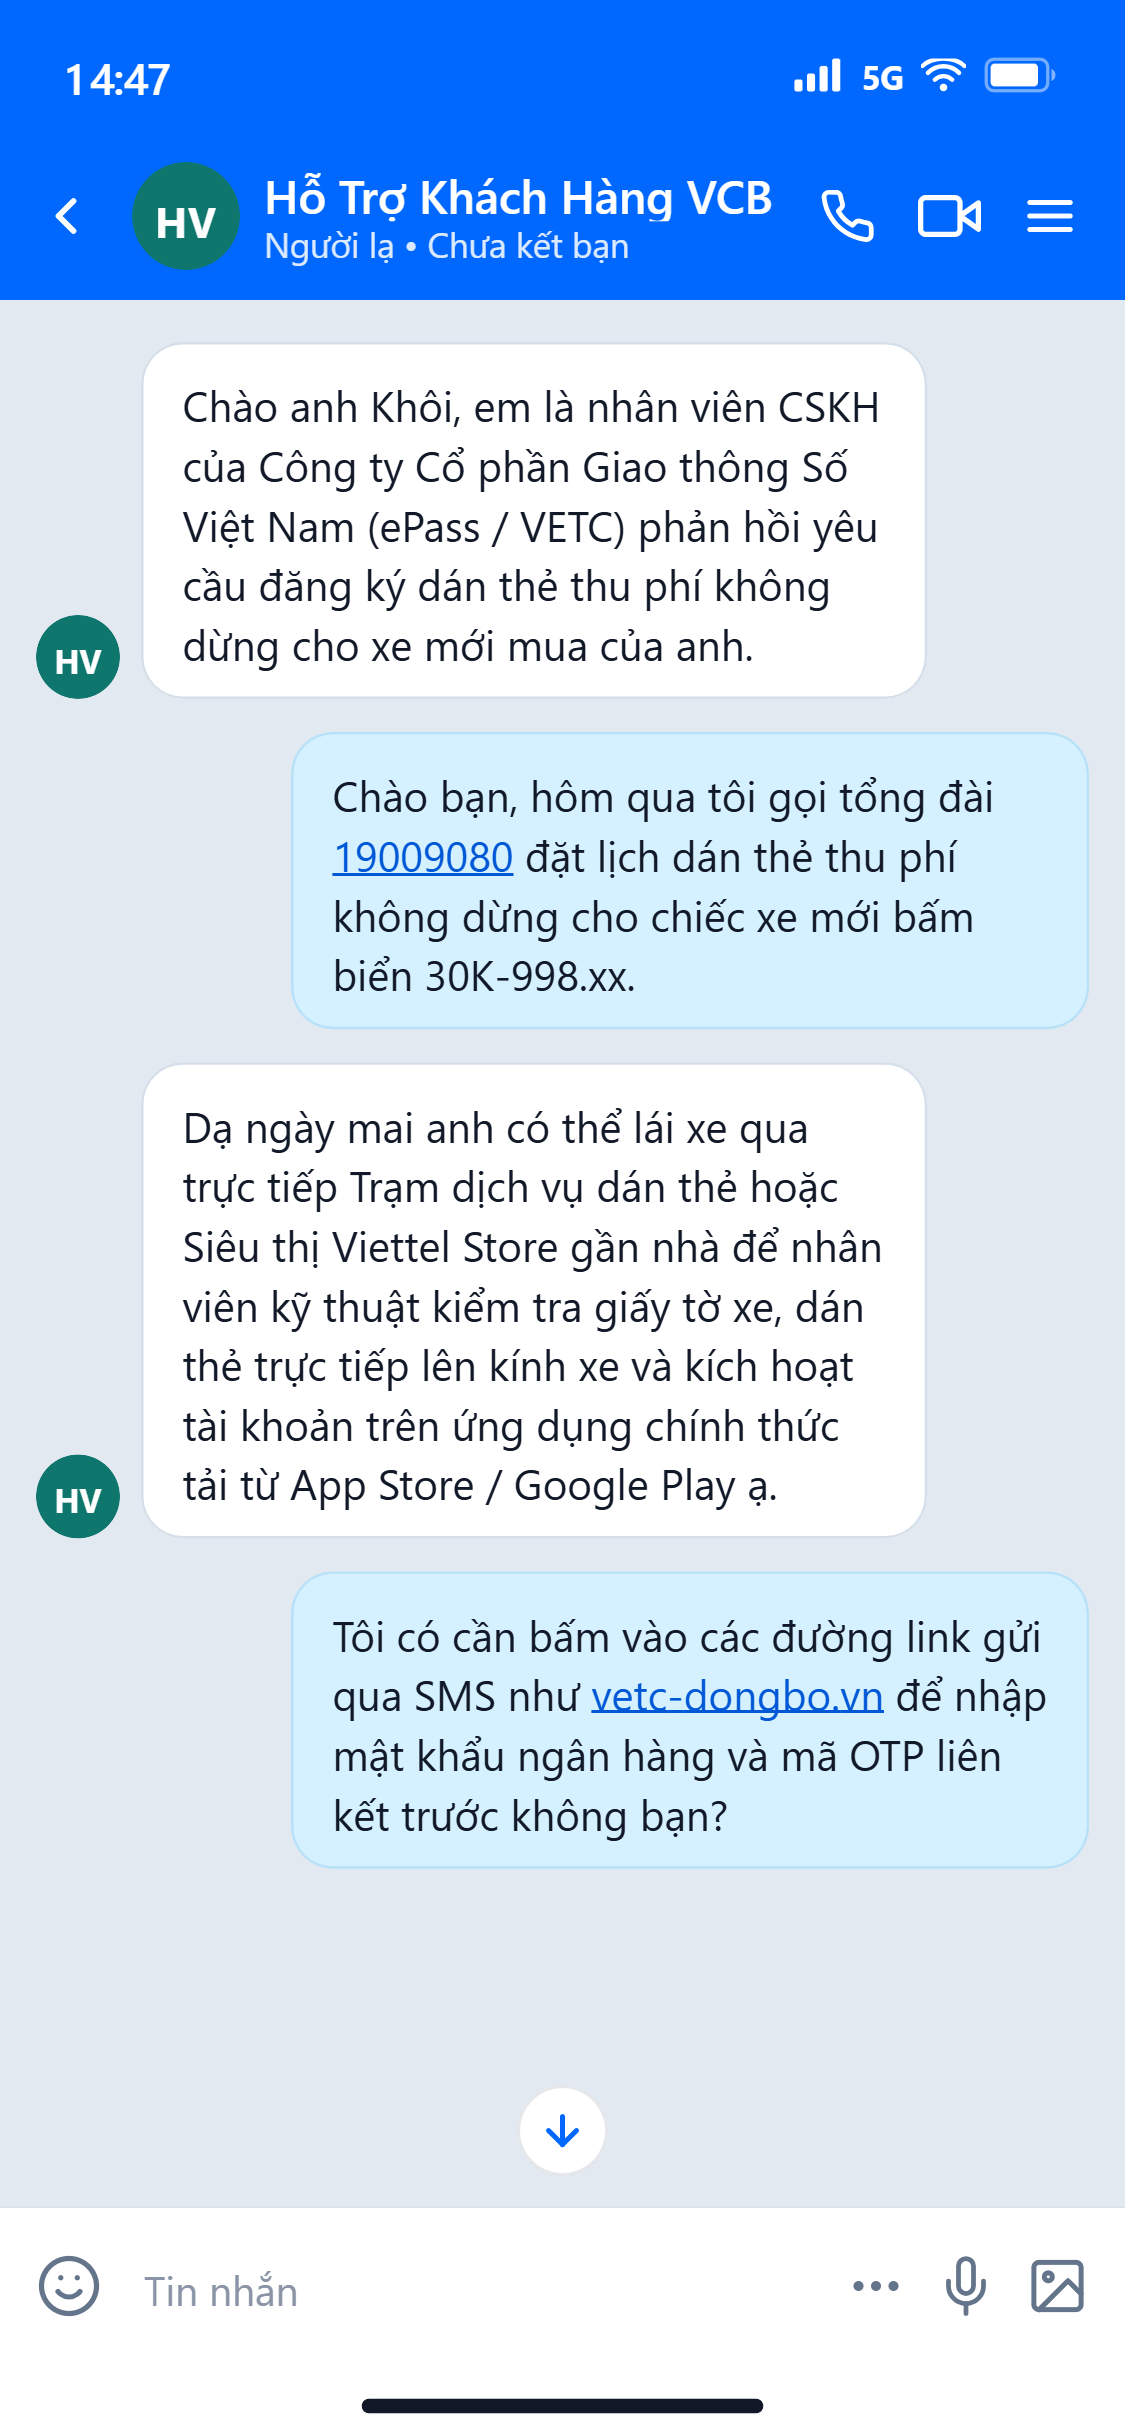 14:47
5G
HV
Hỗ Trợ Khách Hàng VCB
Người lạ • Chưa kết bạn
Chào anh Khôi, em là nhân viên CSKH
của Công ty Cổ phần Giao thông Số
Việt Nam (ePass / VETC) phản hồi yêu
cầu đăng ký dán thẻ thu phí không
dừng cho xe mới mua của anh.
HV
Chào bạn, hôm qua tôi gọi tổng đài
19009080 đặt lịch dán thẻ thu phí
không dừng cho chiếc xe mới bấm
biển 30K-998.xx.
Dạ ngày mai anh có thể lái xe qua
trực tiếp Trạm dịch vụ dán thẻ hoặc
Siêu thị Viettel Store gần nhà để nhân
viên kỹ thuật kiểm tra giấy tờ xe, dán
thẻ trực tiếp lên kính xe và kích hoạt
tài khoản trên ứng dụng chính thức
tải từ App Store / Google Play ạ.
HV
Tôi có cần bấm vào các đường link gửi
qua SMS như vetc-dongbo.vn để nhập
mật khẩu ngân hàng và mã OTP liên
kết trước không bạn?
Tin nhắn